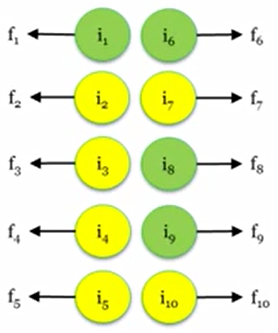 f₁ i₁ i₆ f₆
f₂ i₂ i₇ f₇
f₃ i₃ i₈ f₈
f₄ i₄ i₉ f₉
f₅ i₅ i₁₀ f₁₀